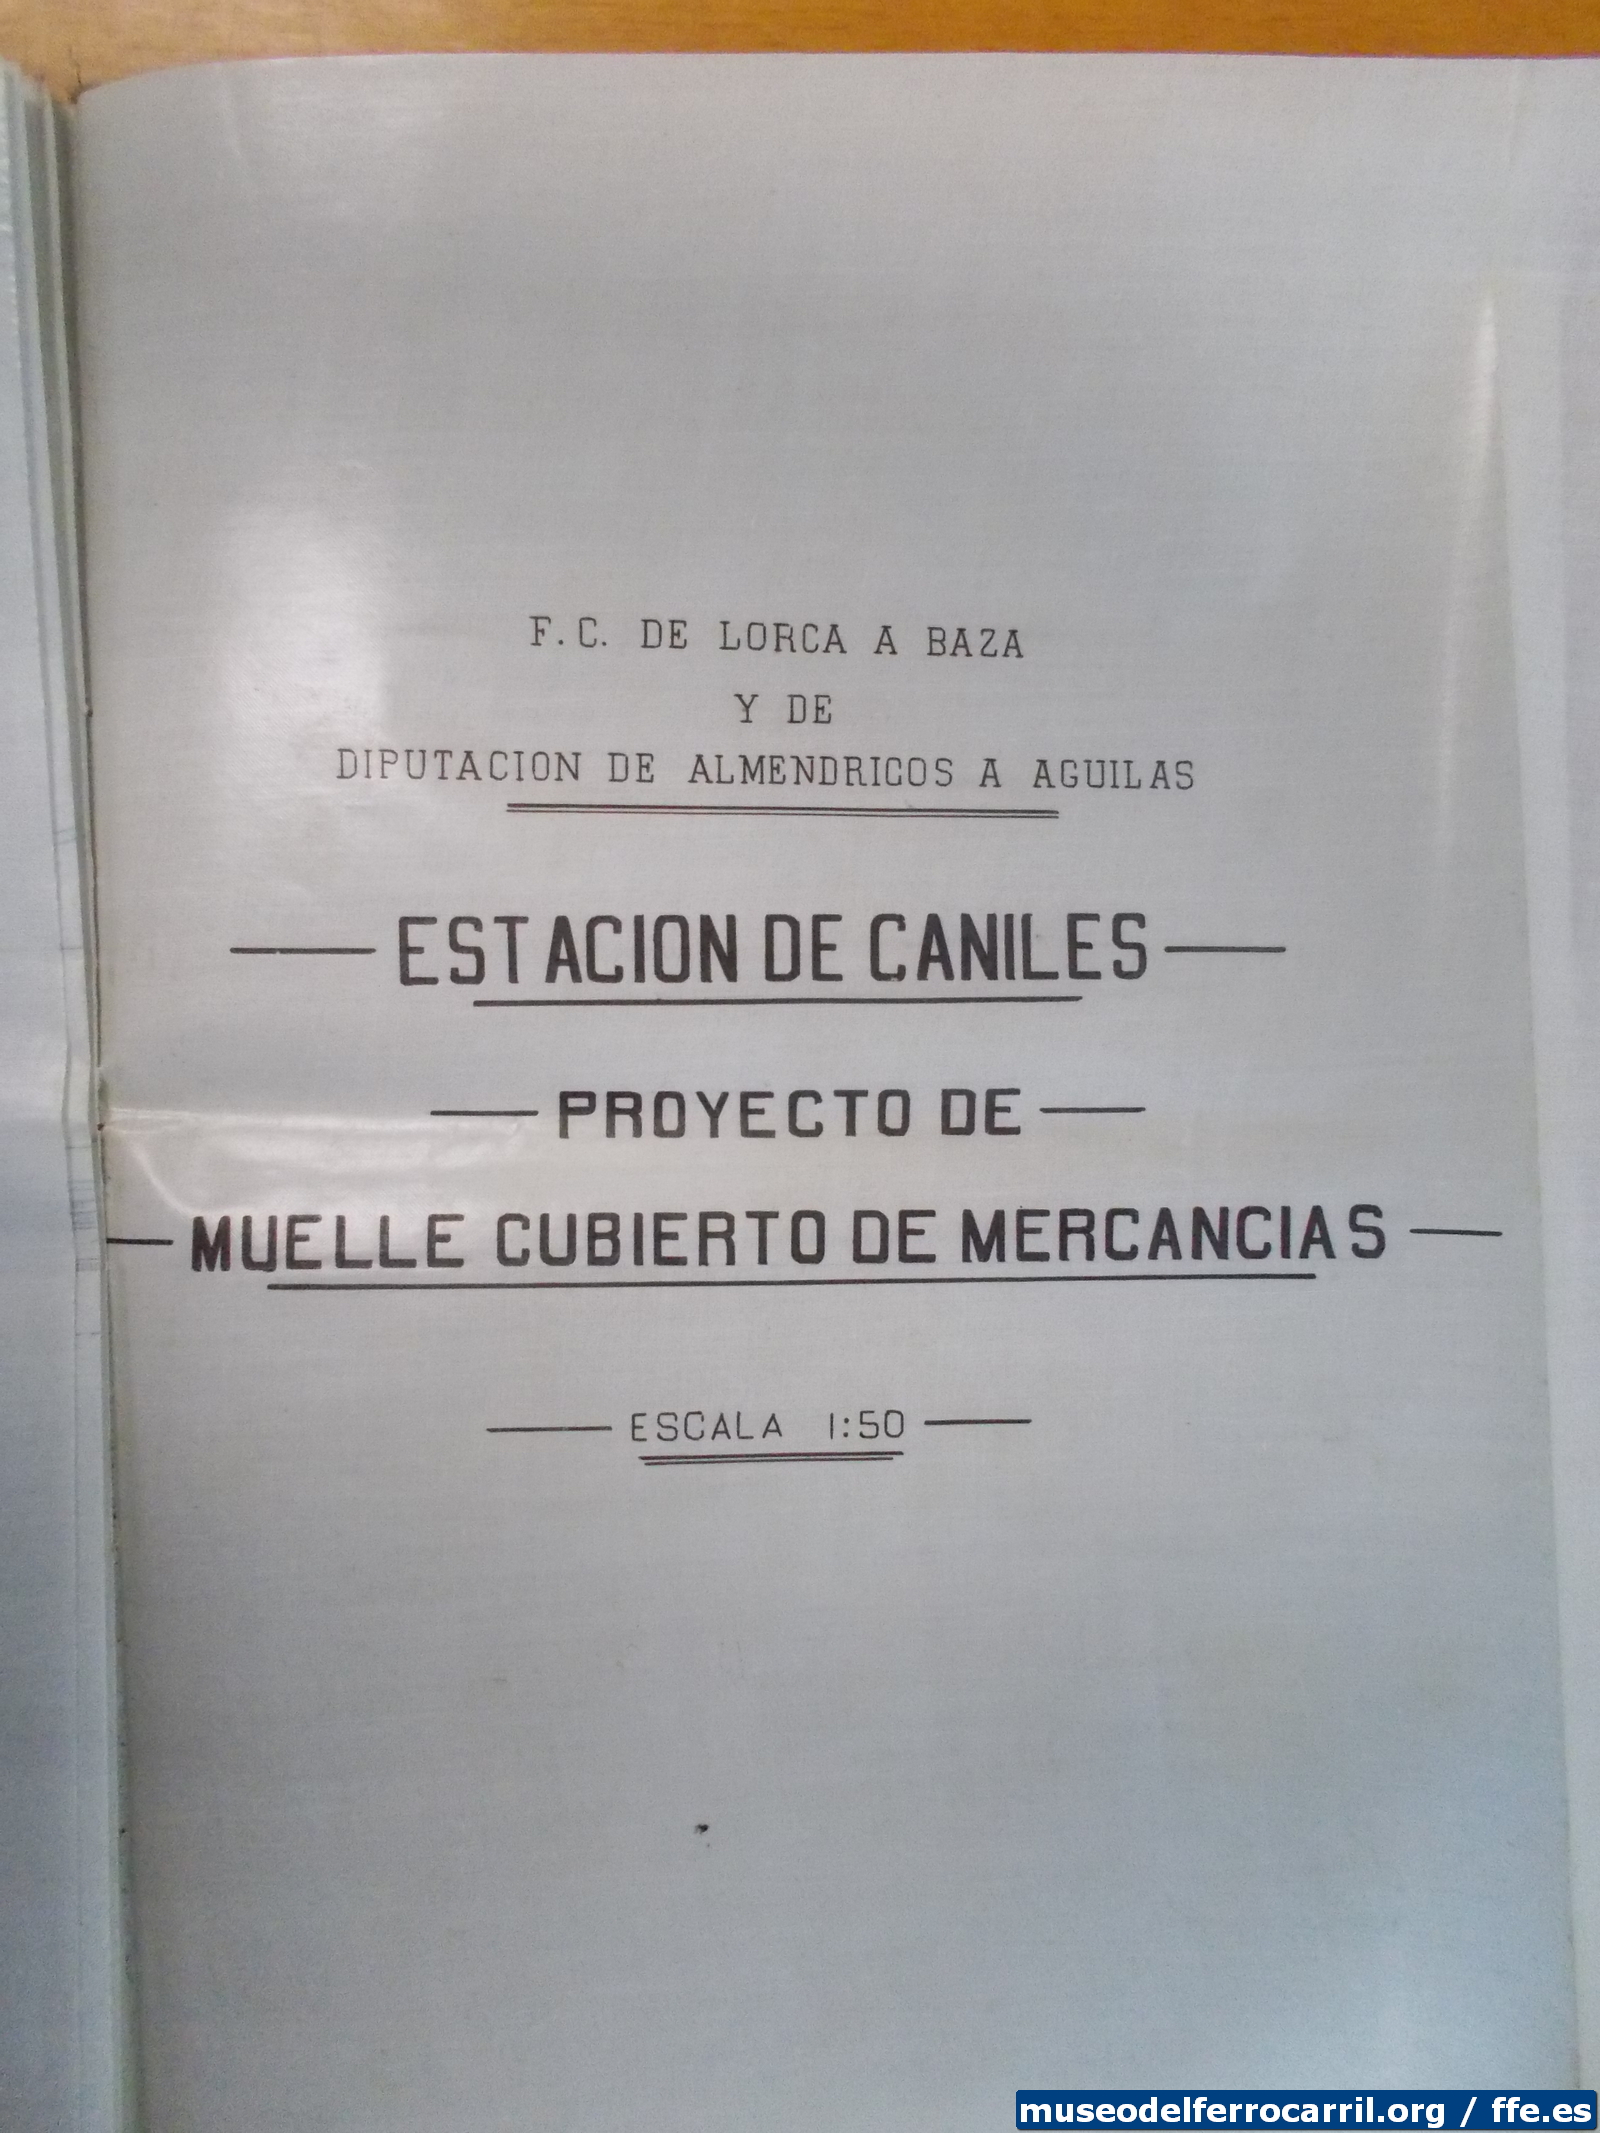 F.C. DE LORCA A BAZA
Y DE
DIPUTACION DE ALMENDRICOS A AGUILAS
ESTACION DE CANILES
PROYECTO DE
MUELLE CUBIERTO DE MERCANCIAS
ESCALA 1:50
museodelferrocarril.org / ffe.es